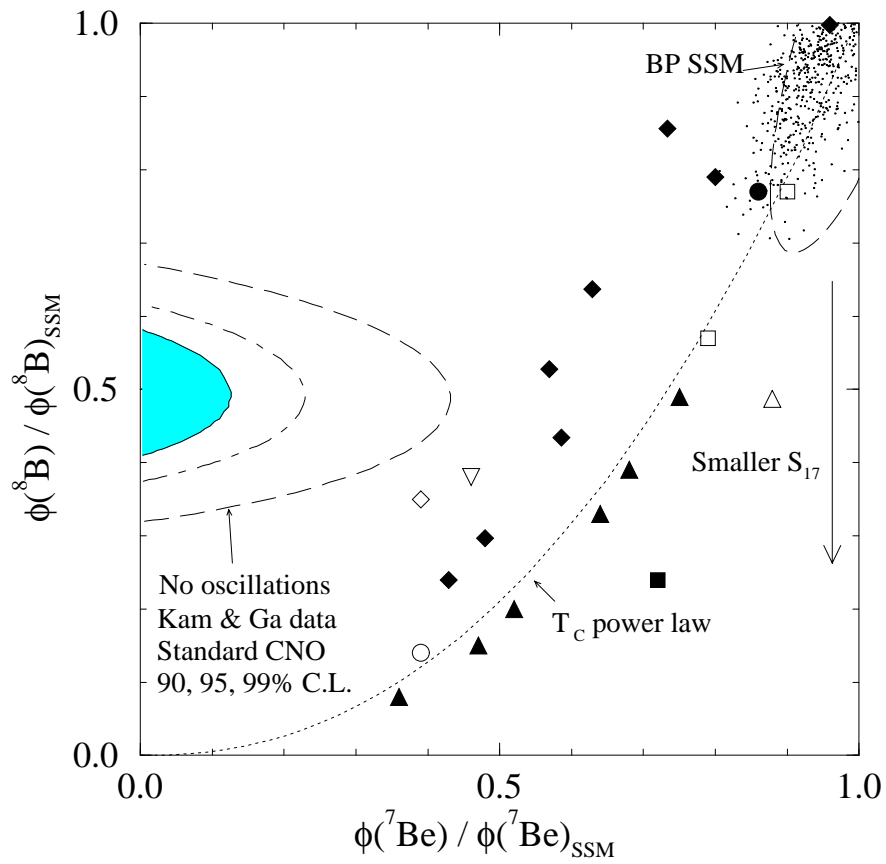 1.0
BP SSM
0.5
ϕ(⁸B) / ϕ(⁸B)SSM
Smaller S₁₇
No oscillations
Kam & Ga data
Standard CNO
90, 95, 99% C.L.
T_C power law
0.0
0.0 0.5 1.0
ϕ(⁷Be) / ϕ(⁷Be)SSM